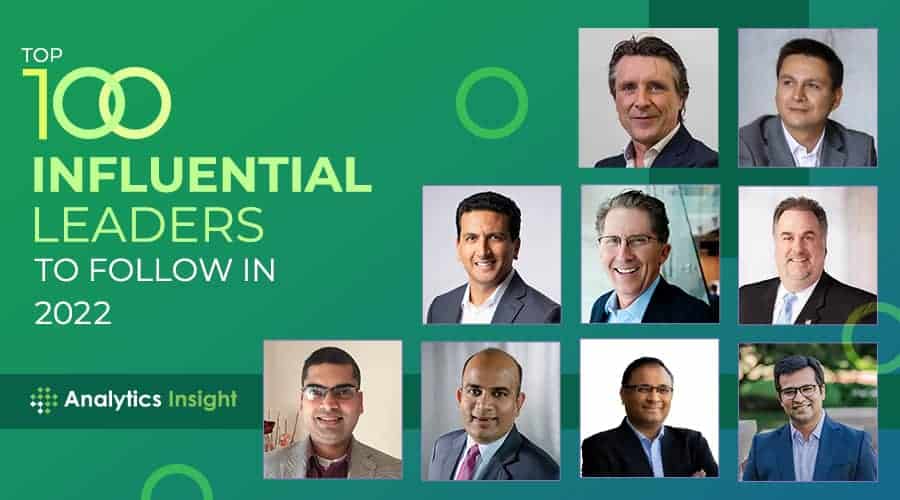 TOP
100
INFLUENTIAL
LEADERS
TO FOLLOW IN
2022
Analytics Insight